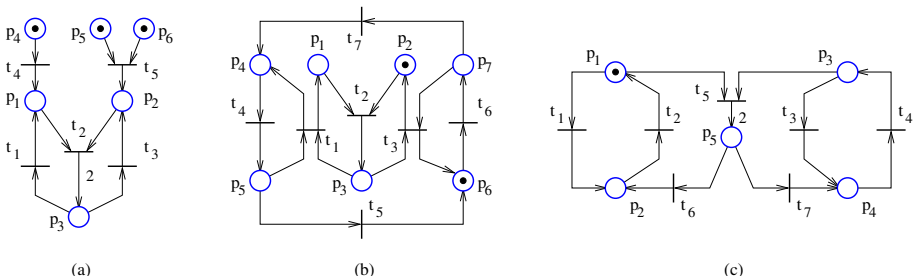 p4 p5 p6
t4 t5
p1 p2
t2
t1 t3
2
p3
(a)
t7
p4 p1 p2 p7
t2
t4 t6
t1 t3
p5 p3 p6
t5
(b)
p1 p3
t5
t1 t2 2 t3 t4
p5
p2 t6 t7 p4
(c)